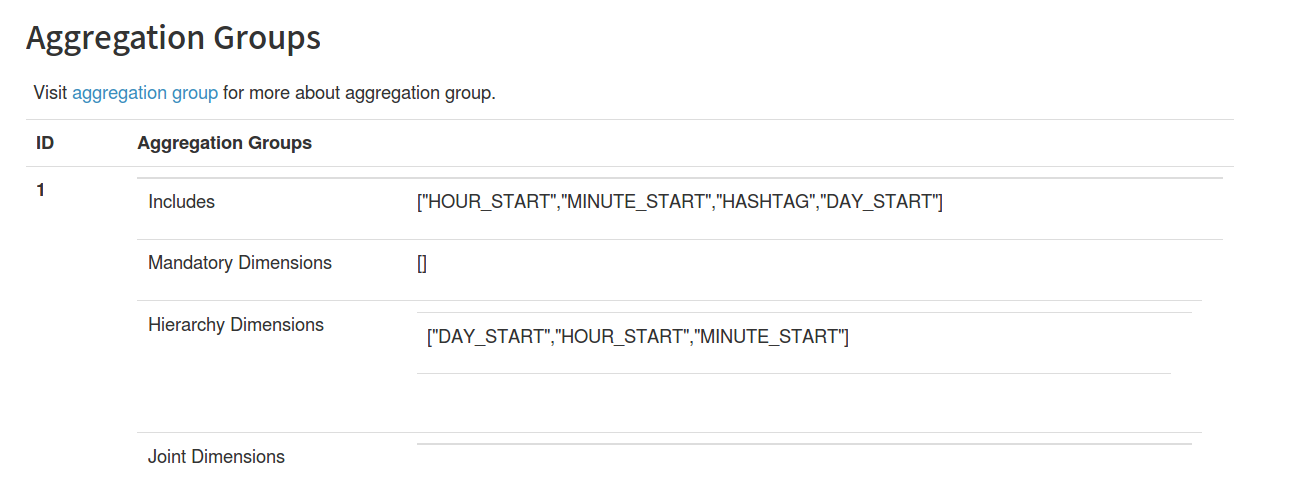 Aggregation Groups
Visit aggregation group for more about aggregation group.
ID Aggregation Groups
1
Includes ["HOUR_START","MINUTE_START","HASHTAG","DAY_START"]
Mandatory Dimensions []
Hierarchy Dimensions
["DAY_START","HOUR_START","MINUTE_START"]
Joint Dimensions